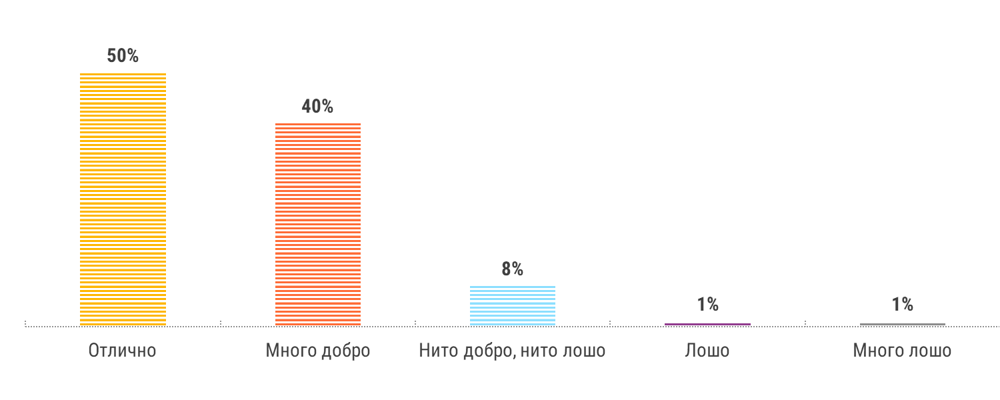 50%
40%
8%
1%
1%
Отлично
Много добро
Нито добро, нито лошо
Лошо
Много лошо